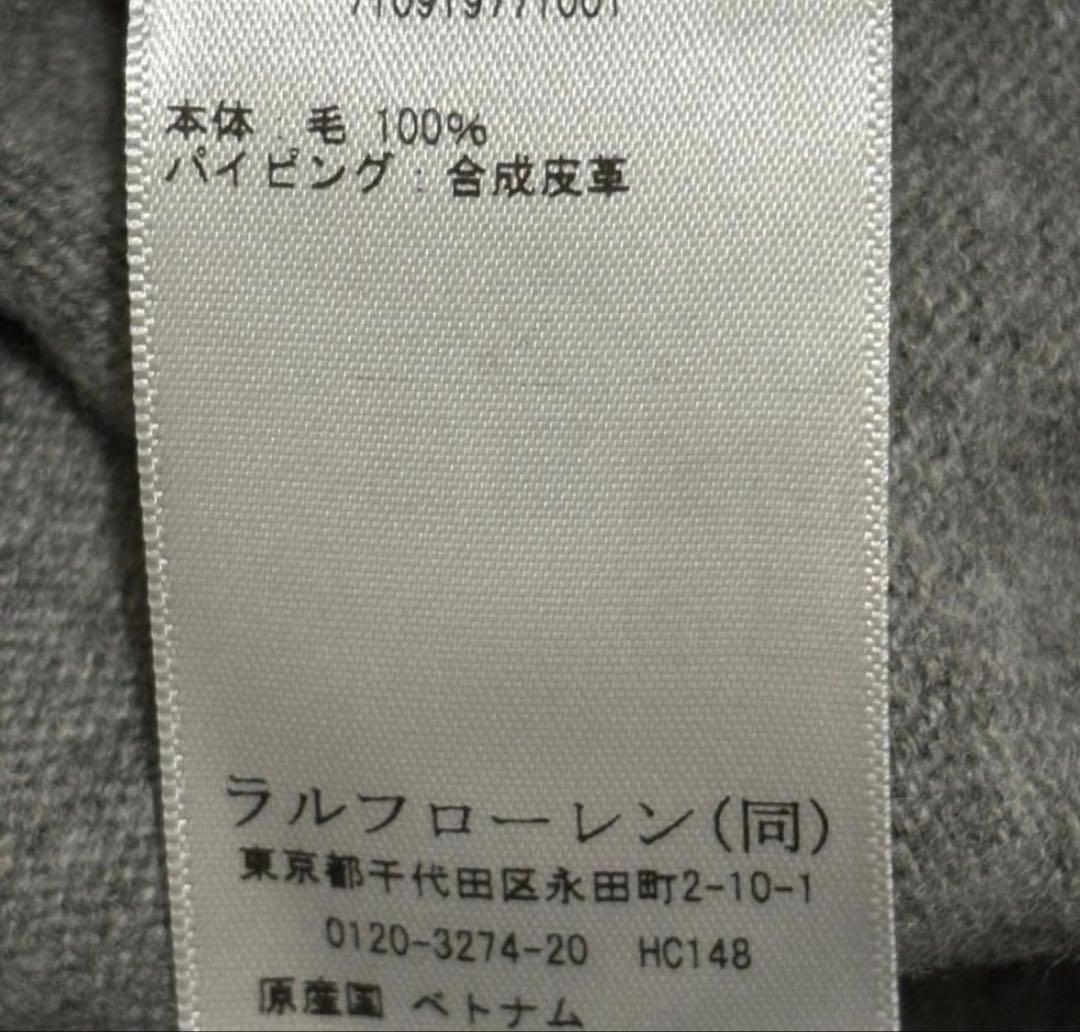 710919771001
本体：毛 100%
パイピング：合成皮革
ラルフローレン(同)
東京都千代田区永田町2-10-1
0120-3274-20 HC148
原産国 ベトナム